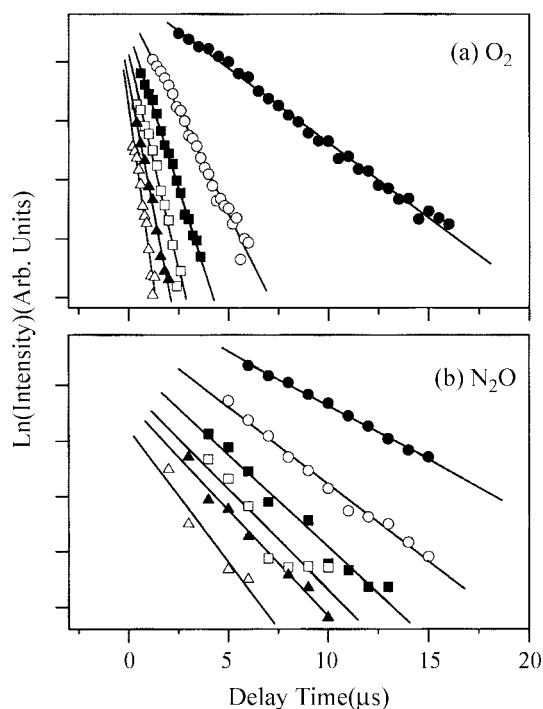 (a) O₂
Ln(Intensity)(Arb. Units)
(b) N₂O
0 5 10 15 20
Delay Time(μs)